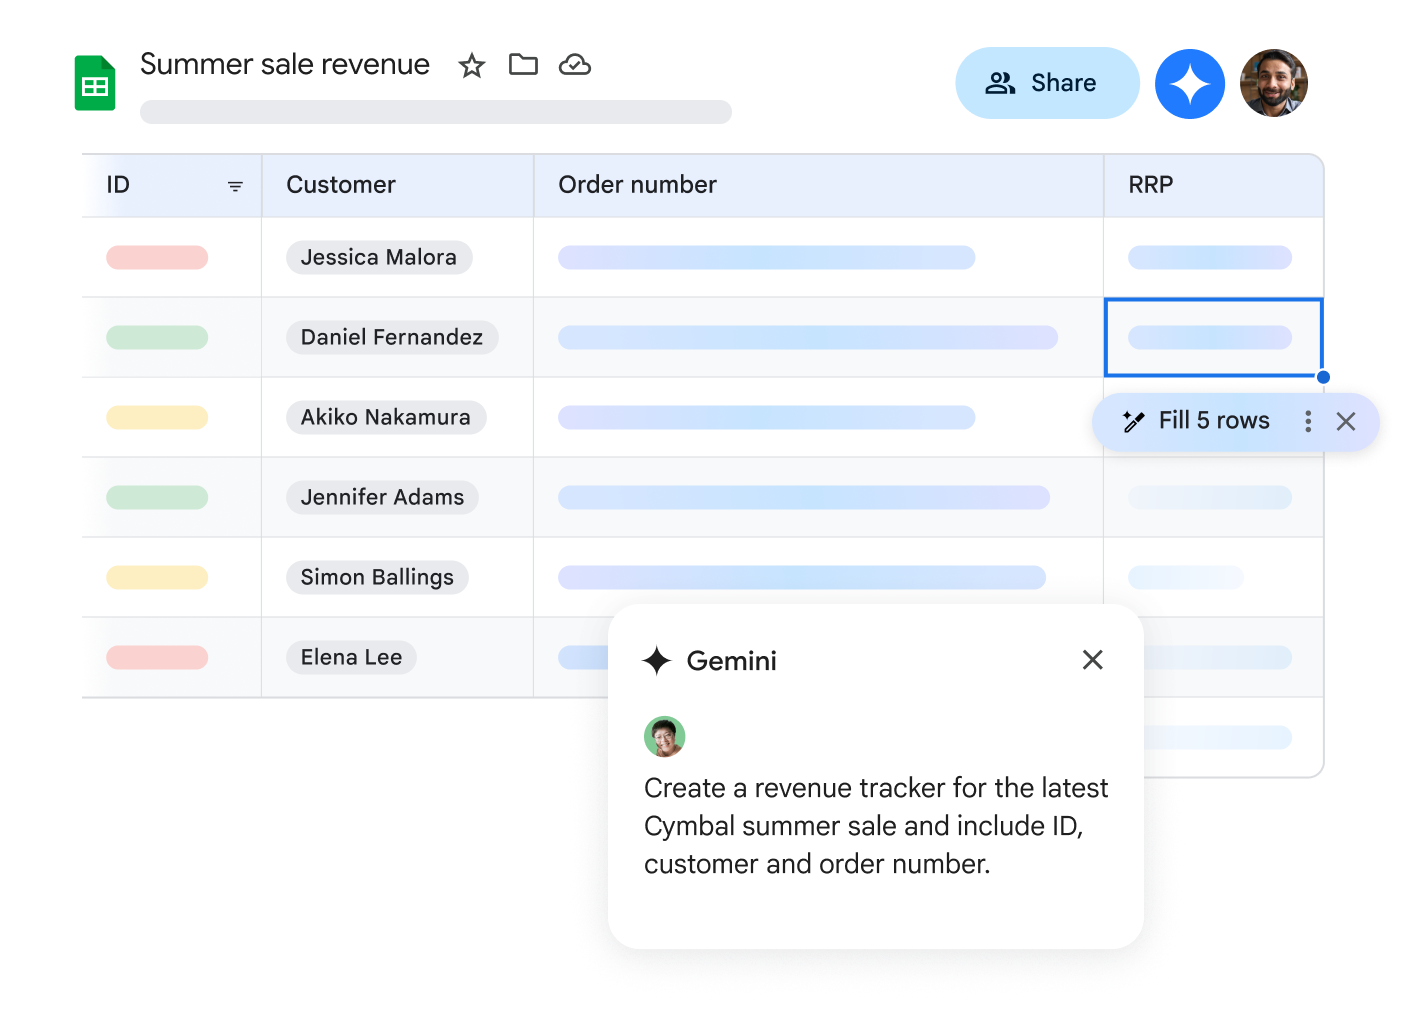 Summer sale revenue
Share
ID
Customer
Order number
RRP
Jessica Malora
Daniel Fernandez
Akiko Nakamura
Fill 5 rows
Jennifer Adams
Simon Ballings
Elena Lee
Gemini
Create a revenue tracker for the latest
Cymbal summer sale and include ID,
customer and order number.